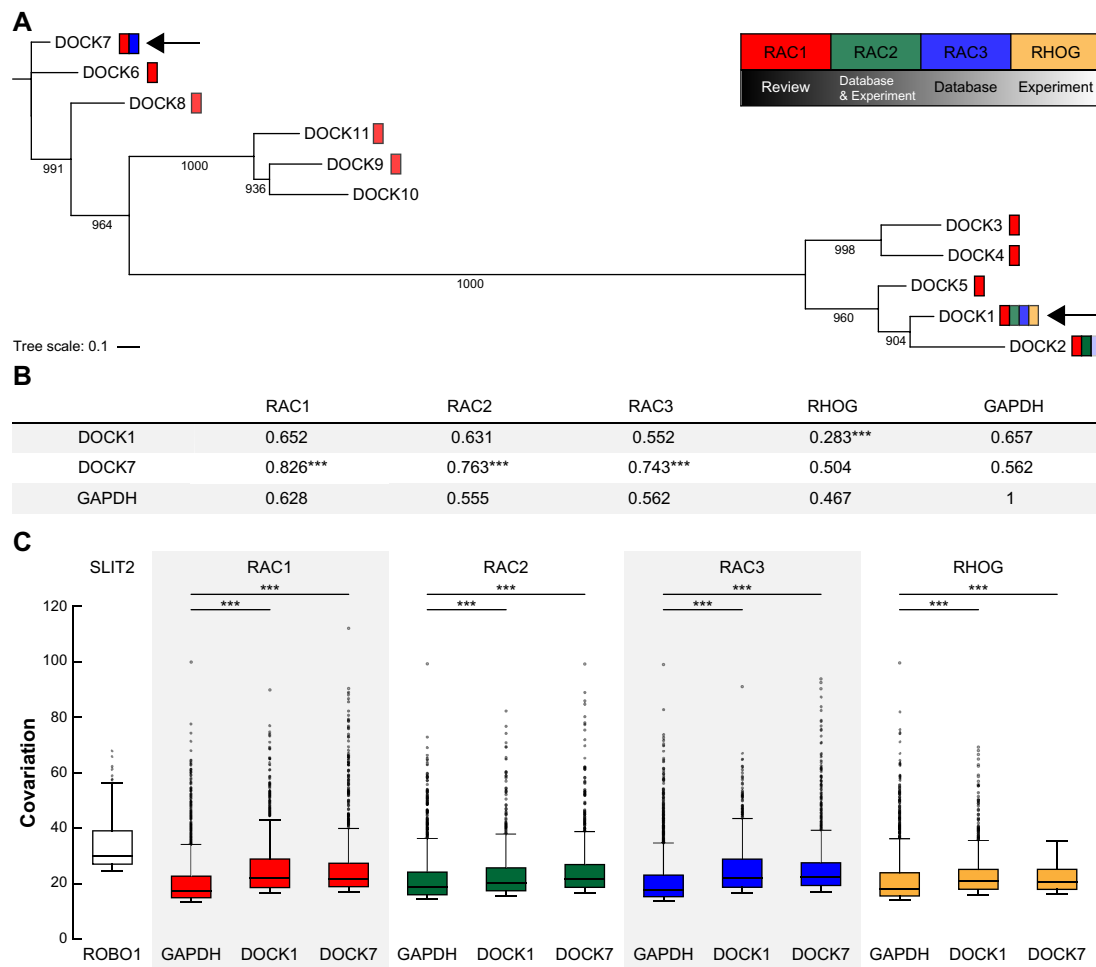 A
DOCK7
DOCK6
DOCK8
DOCK11
DOCK9
DOCK10
DOCK3
DOCK4
DOCK5
DOCK1
DOCK2
991
964
1000
936
1000
998
960
904
Tree scale: 0.1
RAC1 RAC2 RAC3 RHOG
Review Database & Experiment Database Experiment
B
RAC1 RAC2 RAC3 RHOG GAPDH
DOCK1 0.652 0.631 0.552 0.283*** 0.657
DOCK7 0.826*** 0.763*** 0.743*** 0.504 0.562
GAPDH 0.628 0.555 0.562 0.467 1
C
SLIT2 RAC1 RAC2 RAC3 RHOG
*** *** *** ***
*** *** *** ***
Covariation
120
100
80
60
40
20
0
ROBO1 GAPDH DOCK1 DOCK7 GAPDH DOCK1 DOCK7 GAPDH DOCK1 DOCK7 GAPDH DOCK1 DOCK7